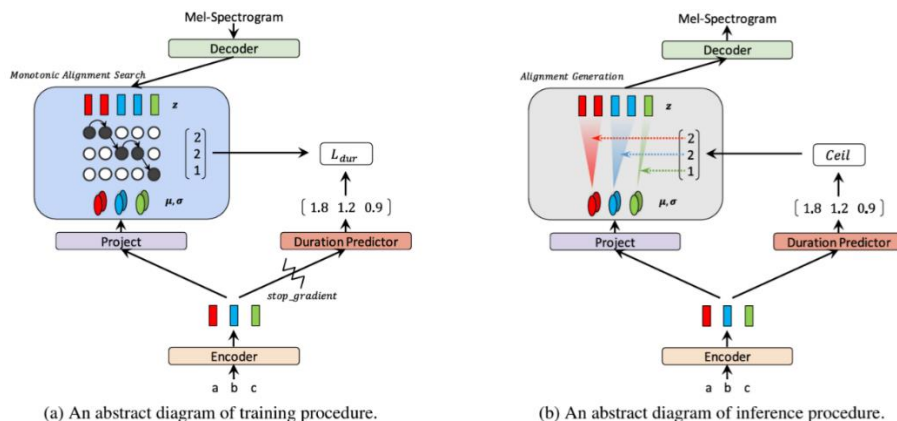 Mel-Spectrogram
Decoder
Monotonic Alignment Search
z
2
2
1
L_dur
μ, σ
[ 1.8 1.2 0.9 ]
Project
Duration Predictor
stop_gradient
Encoder
a b c
(a) An abstract diagram of training procedure.
Mel-Spectrogram
Decoder
Alignment Generation
z
2
2
1
Ceil
μ, σ
[ 1.8 1.2 0.9 ]
Project
Duration Predictor
Encoder
a b c
(b) An abstract diagram of inference procedure.